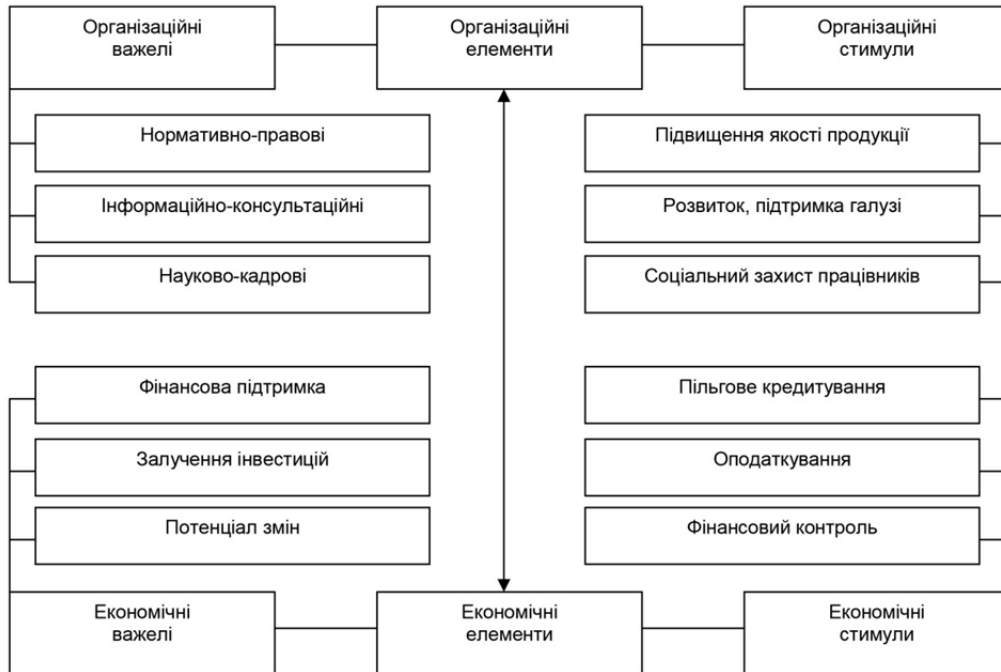 Організаційні
важелі
Організаційні
елементи
Організаційні
стимули
Нормативно-правові
Підвищення якості продукції
Інформаційно-консультаційні
Розвиток, підтримка галузі
Науково-кадрові
Соціальний захист працівників
Фінансова підтримка
Пільгове кредитування
Залучення інвестицій
Оподаткування
Потенціал змін
Фінансовий контроль
Економічні
важелі
Економічні
елементи
Економічні
стимули